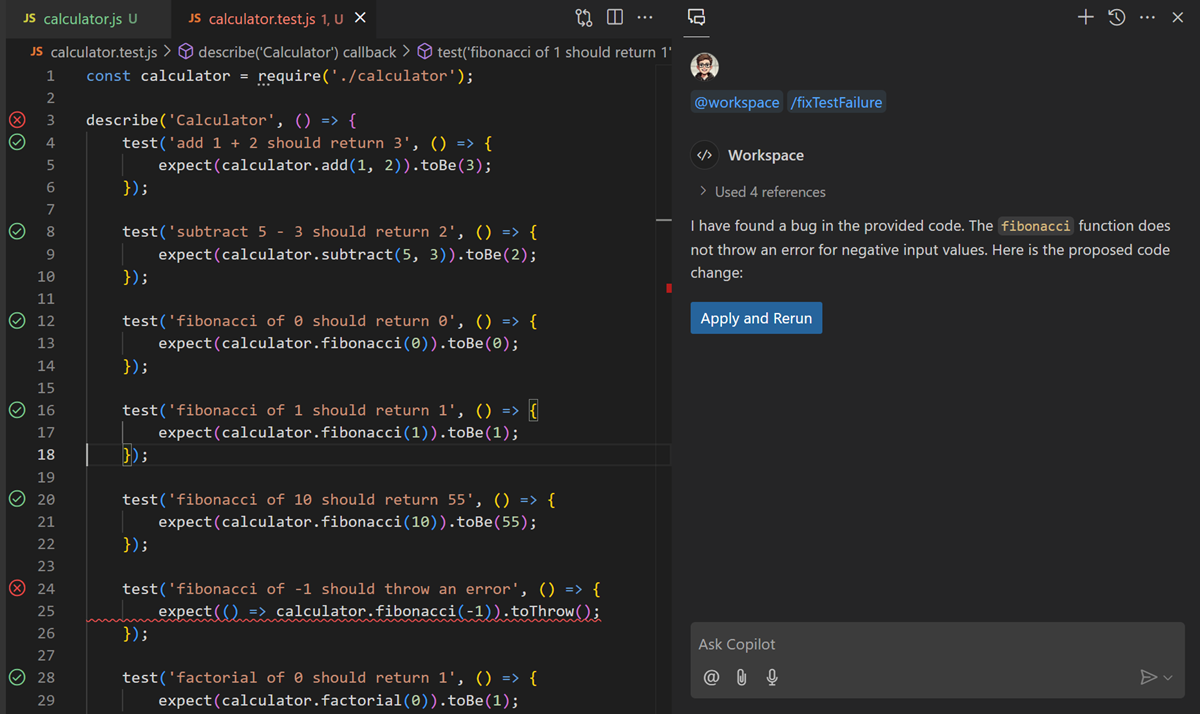 JS calculator.js U
JS calculator.test.js 1, U
JS calculator.test.js > describe('Calculator') callback > test('fibonacci of 1 should return 1'
1 const calculator = require('./calculator');
2
3 describe('Calculator', () => {
4 test('add 1 + 2 should return 3', () => {
5 expect(calculator.add(1, 2)).toBe(3);
6 });
7
8 test('subtract 5 - 3 should return 2', () => {
9 expect(calculator.subtract(5, 3)).toBe(2);
10 });
11
12 test('fibonacci of 0 should return 0', () => {
13 expect(calculator.fibonacci(0)).toBe(0);
14 });
15
16 test('fibonacci of 1 should return 1', () => {
17 expect(calculator.fibonacci(1)).toBe(1);
18 });
19
20 test('fibonacci of 10 should return 55', () => {
21 expect(calculator.fibonacci(10)).toBe(55);
22 });
23
24 test('fibonacci of -1 should throw an error', () => {
25 expect(() => calculator.fibonacci(-1)).toThrow();
26 });
27
28 test('factorial of 0 should return 1', () => {
29 expect(calculator.factorial(0)).toBe(1);
@workspace /fixTestFailure
Workspace
> Used 4 references
I have found a bug in the provided code. The fibonacci function does
not throw an error for negative input values. Here is the proposed code
change:
Apply and Rerun
Ask Copilot